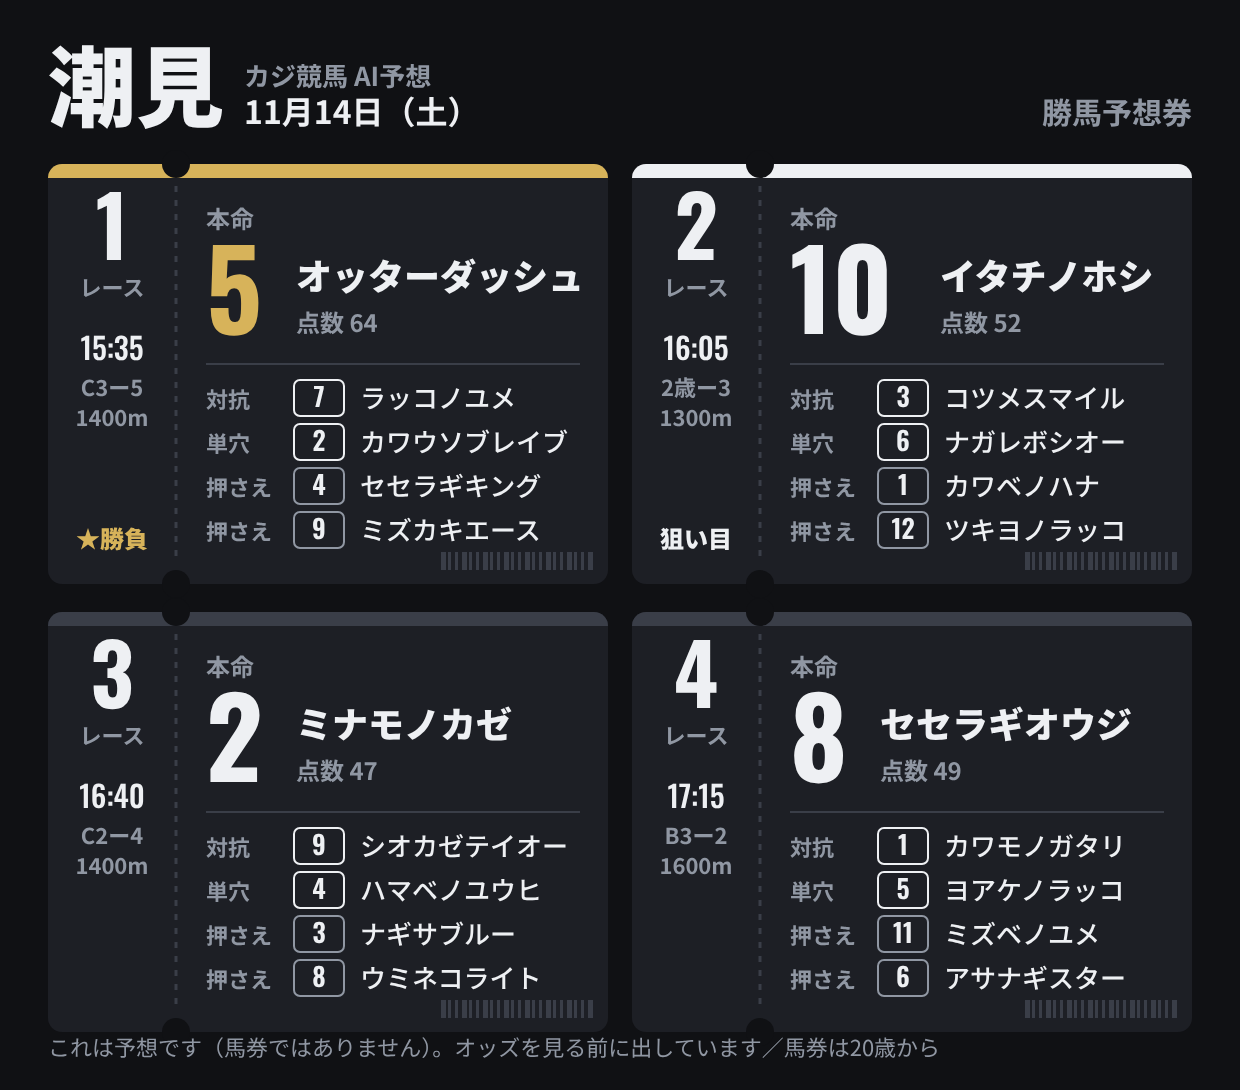 潮見
カジ競馬 AI予想
11月14日（土）
勝馬予想券
1
レース
15:35
C3ー5
1400m
★勝負
本命
5 オッターダッシュ
点数 64
対抗 7 ラッコノユメ
単穴 2 カワウソブレイブ
押さえ 4 セセラギキング
押さえ 9 ミズカキエース
2
レース
16:05
2歳ー3
1300m
狙い目
本命
10 イタチノホシ
点数 52
対抗 3 コツメスマイル
単穴 6 ナガレボシオー
押さえ 1 カワベノハナ
押さえ 12 ツキヨノラッコ
3
レース
16:40
C2ー4
1400m
本命
2 ミナモノカゼ
点数 47
対抗 9 シオカゼテイオー
単穴 4 ハマベノユウヒ
押さえ 3 ナギサブルー
押さえ 8 ウミネコライト
4
レース
17:15
B3ー2
1600m
本命
8 セセラギオウジ
点数 49
対抗 1 カワモノガタリ
単穴 5 ヨアケノラッコ
押さえ 11 ミズベノユメ
押さえ 6 アサナギスター
これは予想です（馬券ではありません）。オッズを見る前に出しています／馬券は20歳から